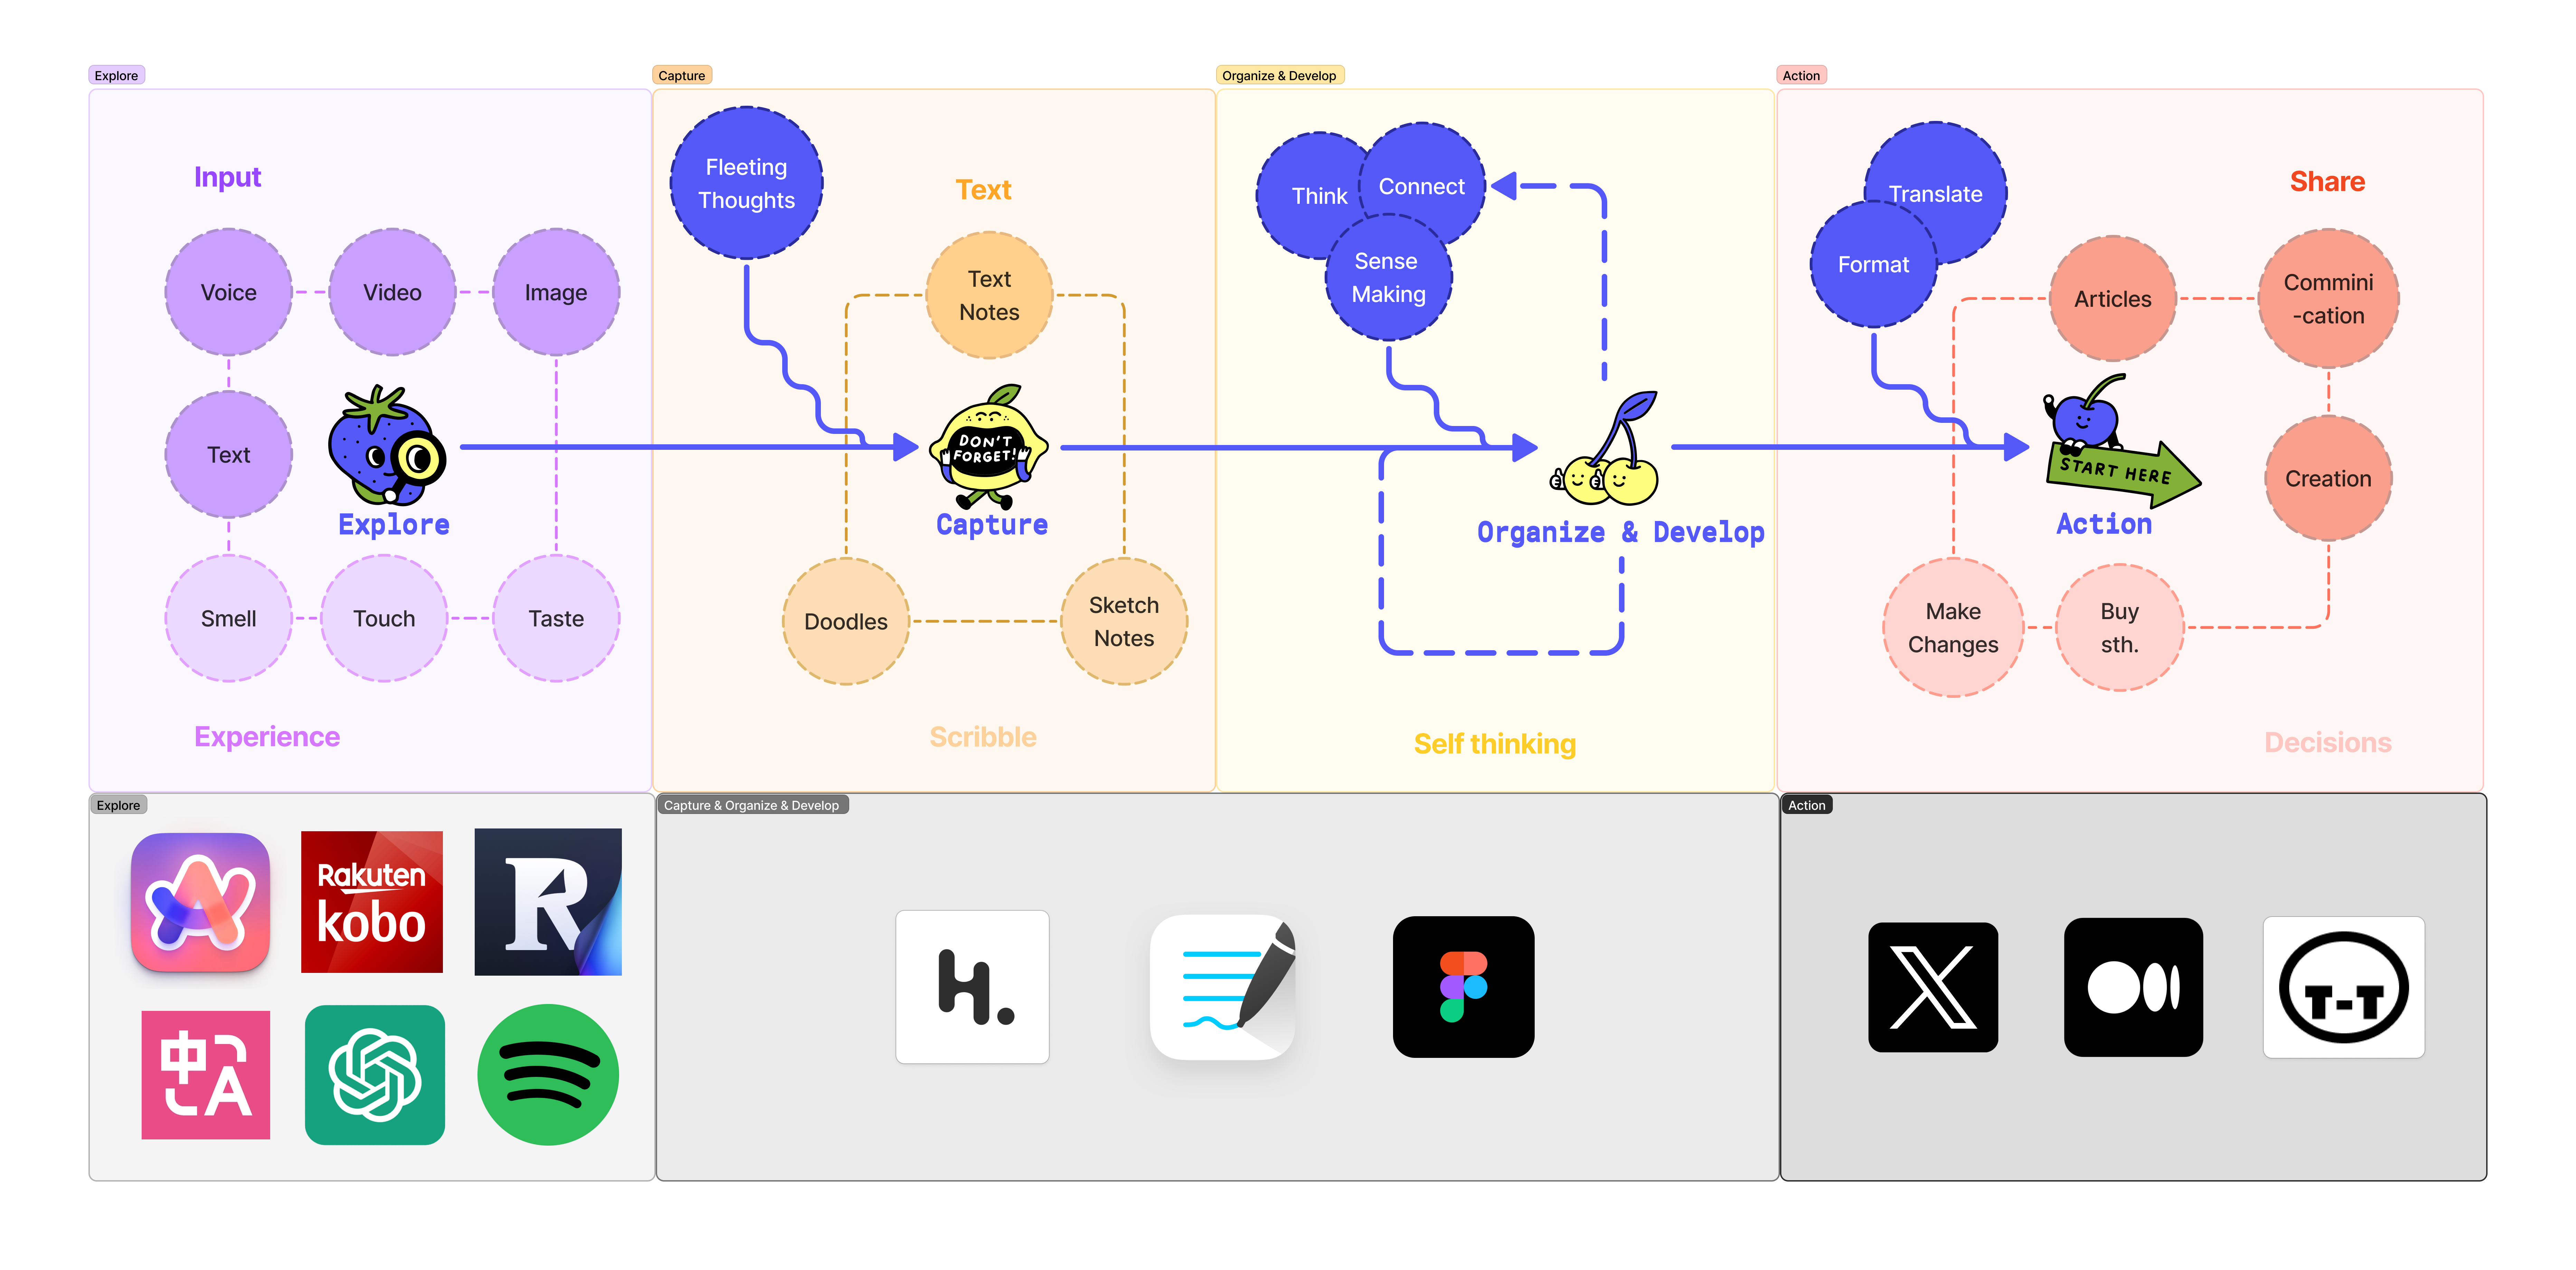 Explore
Capture
Organize & Develop
Action
Input
Voice
Video
Image
Text
Explore
Smell
Touch
Taste
Experience
Fleeting
Thoughts
Text
Text
Notes
DON'T
FORGET!
Capture
Doodles
Sketch
Notes
Scribble
Think
Connect
Sense
Making
Organize & Develop
Self thinking
Translate
Format
Share
Articles
Commini
-cation
START HERE
Action
Creation
Make
Changes
Buy
sth.
Decisions
Explore
Rakuten
kobo
R
中
A
Capture & Organize & Develop
H.
Action
X
T-T